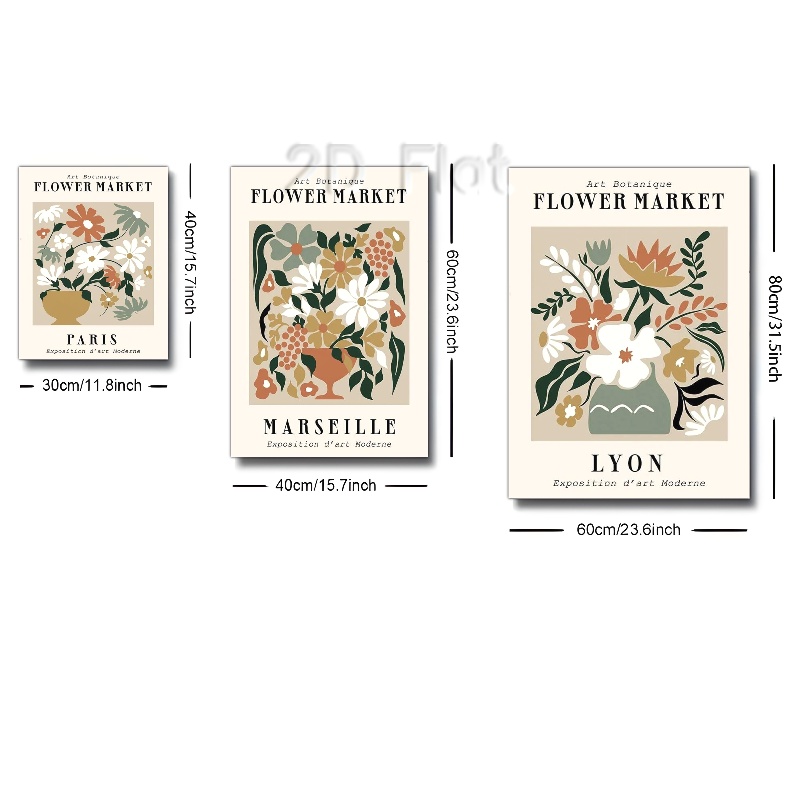 2D Flat
Art Botanique
FLOWER MARKET
PARIS
Exposition d'art Moderne
40cm/15.7inch
30cm/11.8inch
Art Botanique
FLOWER MARKET
MARSEILLE
Exposition d'art Moderne
60cm/23.6inch
40cm/15.7inch
Art Botanique
FLOWER MARKET
LYON
Exposition d'art Moderne
80cm/31.5inch
60cm/23.6inch